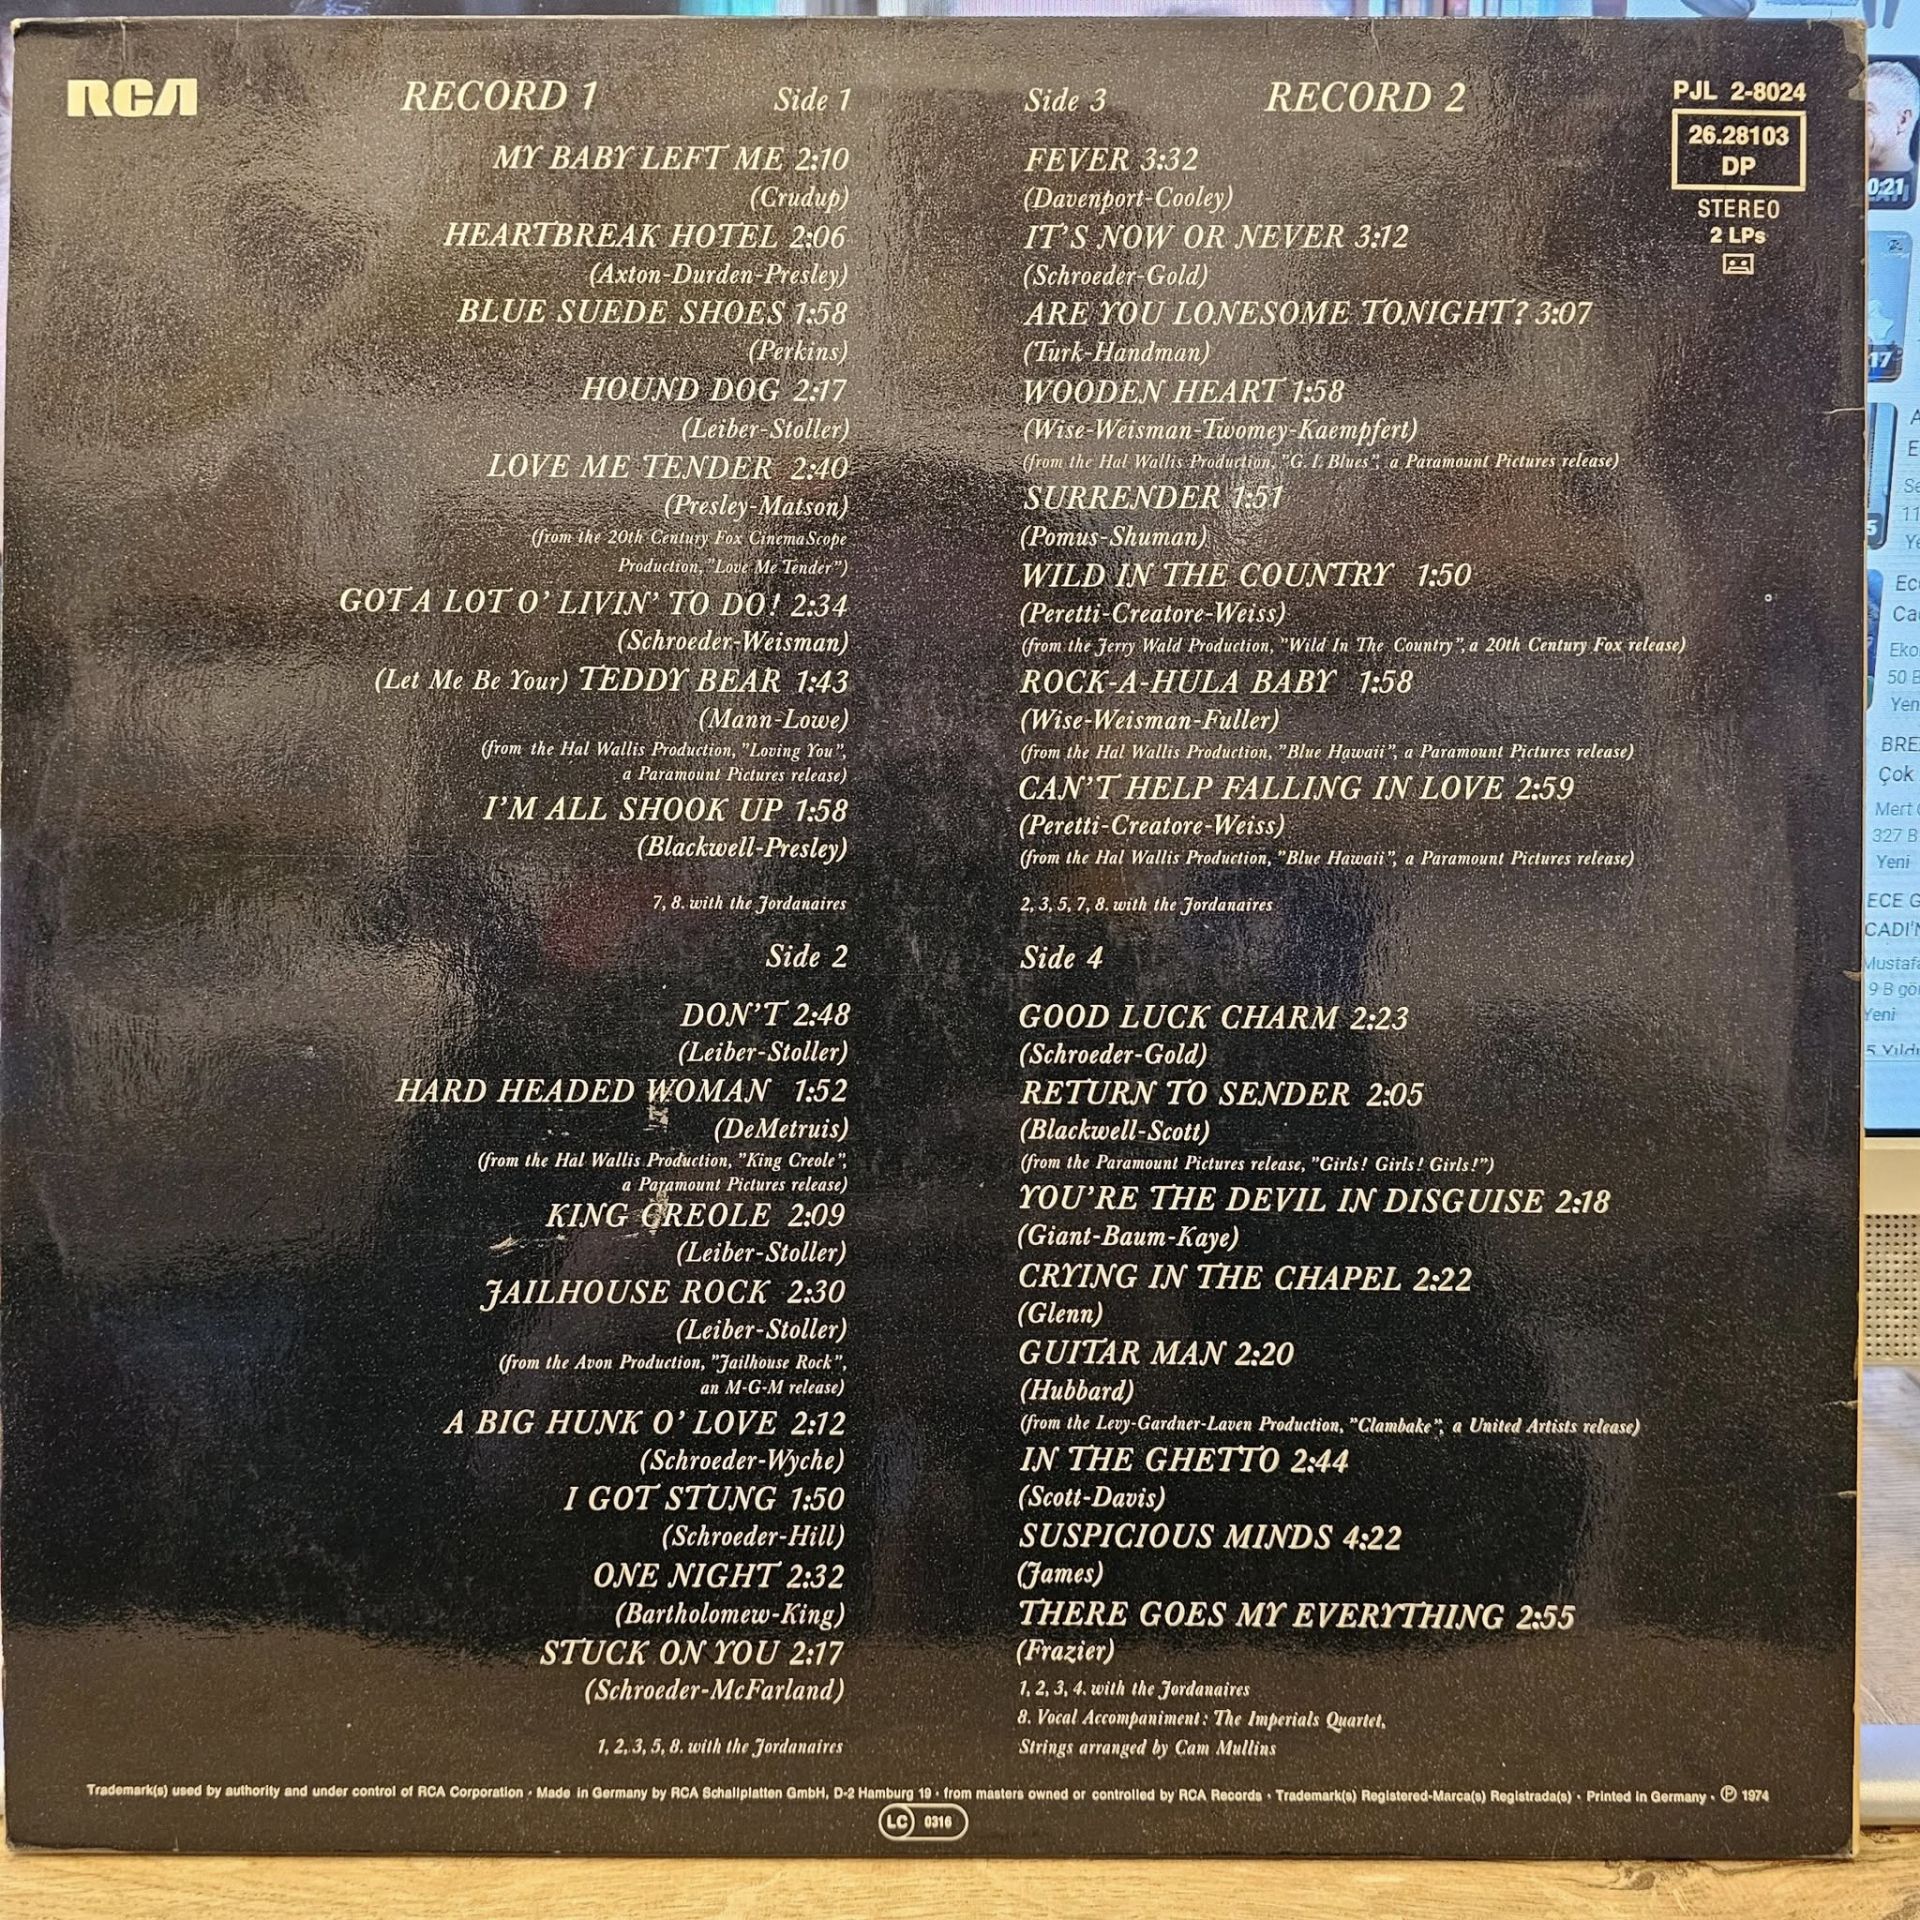 RCA
RECORD 1
Side 1
MY BABY LEFT ME 2:10
(Crudup)
HEARTBREAK HOTEL 2:06
(Axton-Durden-Presley)
BLUE SUEDE SHOES 1:58
(Perkins)
HOUND DOG 2:17
(Leiber-Stoller)
LOVE ME TENDER 2:40
(Presley-Matson)
(from the 20th Century Fox CinemaScope
Production, "Love Me Tender")
GOT A LOT O' LIVIN' TO DO! 2:34
(Schroeder-Weisman)
(Let Me Be Your) TEDDY BEAR 1:43
(Mann-Lowe)
(from the Hal Wallis Production, "Loving You",
a Paramount Pictures release)
I'M ALL SHOOK UP 1:58
(Blackwell-Presley)
7, 8. with the Jordanaires
Side 2
DON'T 2:48
(Leiber-Stoller)
HARD HEADED WOMAN 1:52
(DeMetruis)
(from the Hal Wallis Production, "King Creole",
a Paramount Pictures release)
KING CREOLE 2:09
(Leiber-Stoller)
JAILHOUSE ROCK 2:30
(Leiber-Stoller)
(from the Avon Production, "Jailhouse Rock",
an M-G-M release)
A BIG HUNK O' LOVE 2:12
(Schroeder-Wyche)
I GOT STUNG 1:50
(Schroeder-Hill)
ONE NIGHT 2:32
(Bartholomew-King)
STUCK ON YOU 2:17
(Schroeder-McFarland)
1, 2, 3, 5, 8. with the Jordanaires
Side 3
RECORD 2
FEVER 3:32
(Davenport-Cooley)
IT'S NOW OR NEVER 3:12
(Schroeder-Gold)
ARE YOU LONESOME TONIGHT? 3:07
(Turk-Handman)
WOODEN HEART 1:58
(Wise-Weisman-Twomey-Kaempfert)
(from the Hal Wallis Production, "G. I. Blues", a Paramount Pictures release)
SURRENDER 1:51
(Pomus-Shuman)
WILD IN THE COUNTRY 1:50
(Peretti-Creatore-Weiss)
(from the Jerry Wald Production, "Wild In The Country", a 20th Century Fox release)
ROCK-A-HULA BABY 1:58
(Wise-Weisman-Fuller)
(from the Hal Wallis Production, "Blue Hawaii", a Paramount Pictures release)
CAN'T HELP FALLING IN LOVE 2:59
(Peretti-Creatore-Weiss)
(from the Hal Wallis Production, "Blue Hawaii", a Paramount Pictures release)
2, 3, 5, 7, 8. with the Jordanaires
Side 4
GOOD LUCK CHARM 2:23
(Schroeder-Gold)
RETURN TO SENDER 2:05
(Blackwell-Scott)
(from the Paramount Pictures release, "Girls! Girls! Girls!")
YOU'RE THE DEVIL IN DISGUISE 2:18
(Giant-Baum-Kaye)
CRYING IN THE CHAPEL 2:22
(Glenn)
GUITAR MAN 2:20
(Hubbard)
(from the Levy-Gardner-Laven Production, "Clambake", a United Artists release)
IN THE GHETTO 2:44
(Scott-Davis)
SUSPICIOUS MINDS 4:22
(James)
THERE GOES MY EVERYTHING 2:55
(Frazier)
1, 2, 3, 4. with the Jordanaires
8. Vocal Accompaniment: The Imperials Quartet,
Strings arranged by Cam Mullins
PJL 2-8024
26.28103
DP
STEREO
2 LPs
Trademark(s) used by authority and under control of RCA Corporation · Made in Germany by RCA Schallplatten GmbH, D-2 Hamburg 19 · from masters owned or controlled by RCA Records · Trademark(s) Registered-Marca(s) Registrada(s) · Printed in Germany · ℗ 1974
LC 0316
0:21
17
Yeni
Çok
Mert
327 B
Yeni
ECE G
CADI'N
Mustafa
9 B gö
Yeni